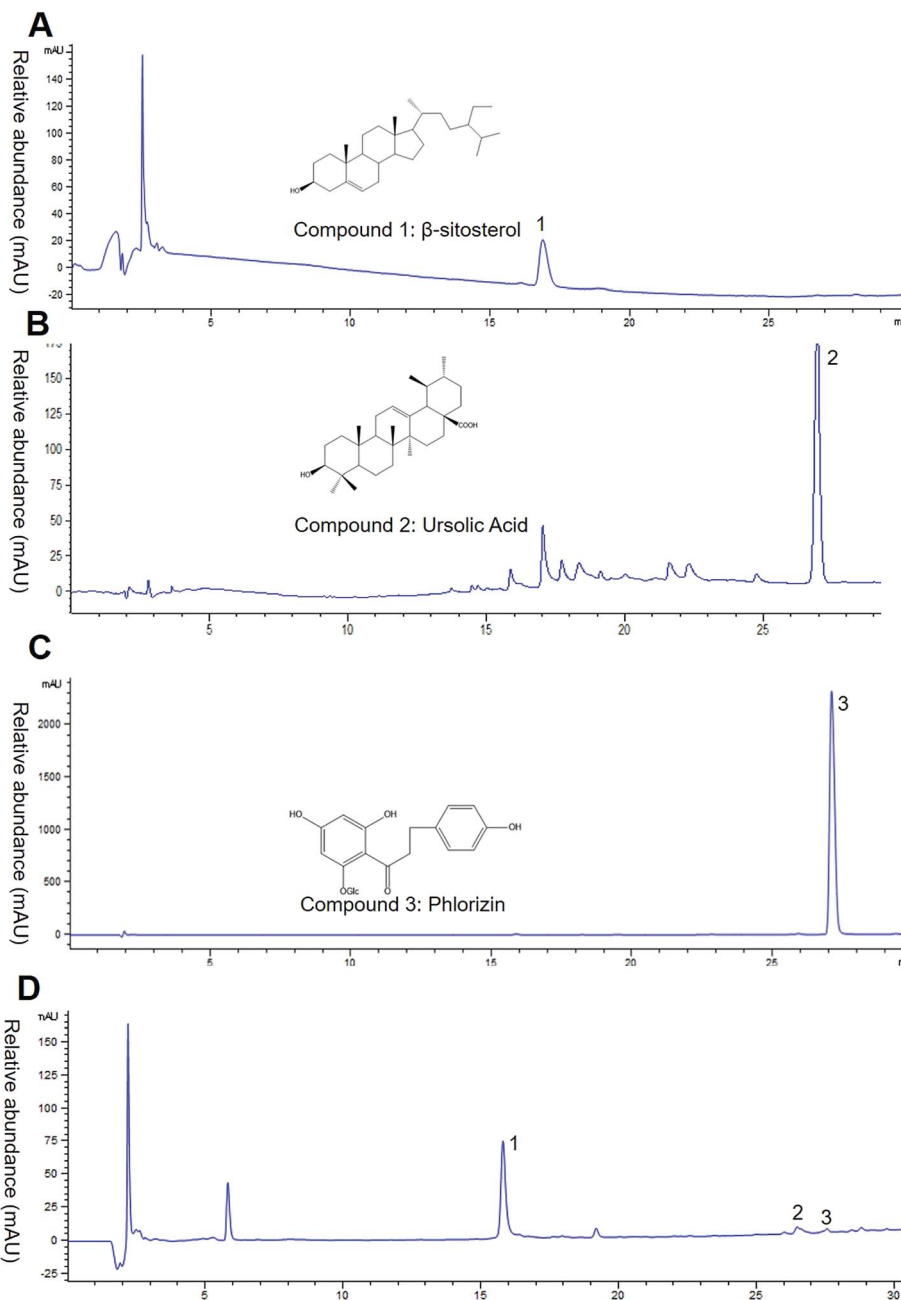 A
Relative abundance (mAU)
mAU
140
120
100
80
60
40
20
0
-20
HO
Compound 1: β-sitosterol
1
5
10
15
20
25
B
Relative abundance (mAU)
150
125
100
75
50
25
0
HO
COOH
Compound 2: Ursolic Acid
2
5
10
15
20
25
C
Relative abundance (mAU)
mAU
2000
1500
1000
500
0
HO
OH
OH
OGlc
O
Compound 3: Phlorizin
3
5
10
15
20
25
D
Relative abundance (mAU)
mAU
150
125
100
75
50
25
0
-25
1
2
3
5
10
15
20
25
30